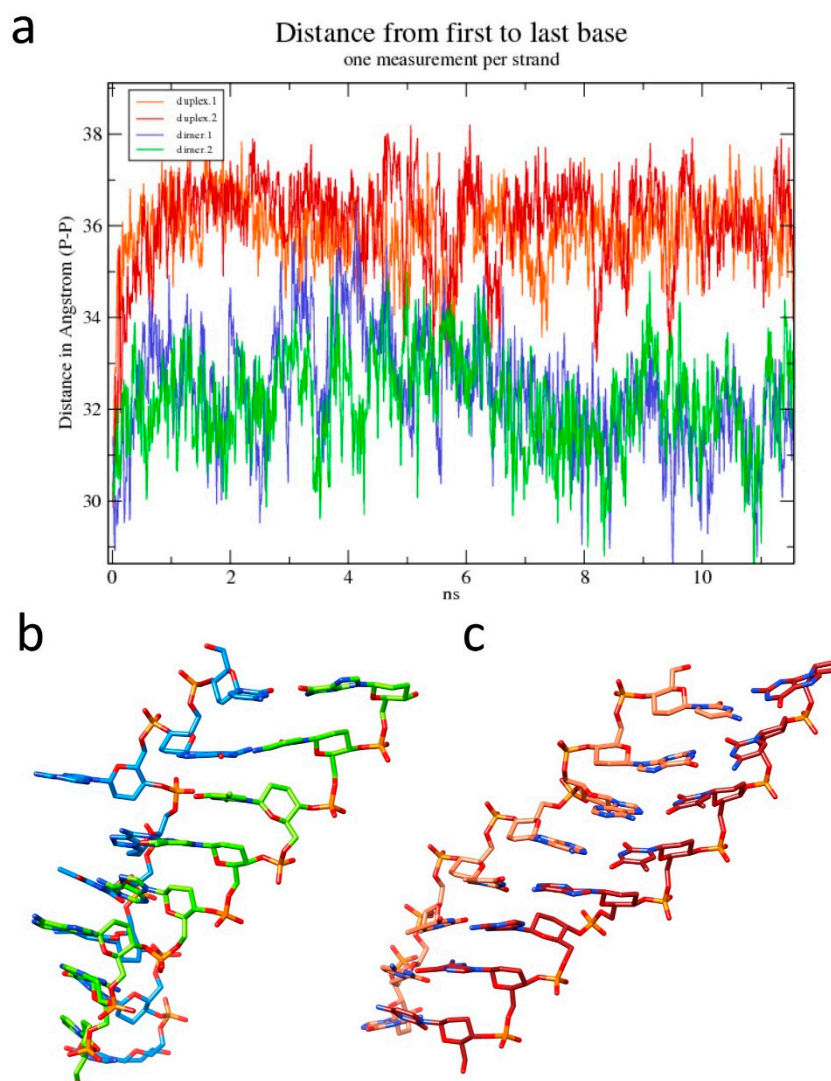 a
Distance from first to last base
one measurement per strand
duplex.1
duplex.2
dimer.1
dimer.2
Distance in Angstrom (P-P)
38
36
34
32
30
0
2
4
6
8
10
ns
b
c